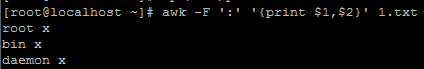 [root@localhost ~]# awk -F ':' '{print $1,$2}' 1.txt
root x
bin x
daemon x